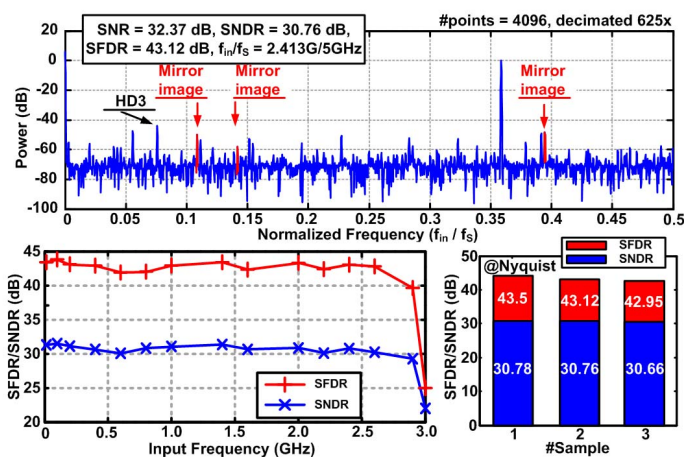 SNR = 32.37 dB, SNDR = 30.76 dB,
SFDR = 43.12 dB, fin/fS = 2.413G/5GHz
#points = 4096, decimated 625x
Power (dB)
20
0
-20
-40
-60
-80
-100
HD3
Mirror
image
Mirror
image
Mirror
image
0 0.05 0.1 0.15 0.2 0.25 0.3 0.35 0.4 0.45 0.5
Normalized Frequency (fin / fS)
SFDR/SNDR (dB)
45
40
35
30
25
20
SFDR
SNDR
0 0.5 1.0 1.5 2.0 2.5 3.0
Input Frequency (GHz)
SFDR/SNDR (dB)
50
40
30
20
10
0
SFDR
SNDR
@Nyquist
43.5 43.12 42.95
30.78 30.76 30.66
1 2 3
#Sample